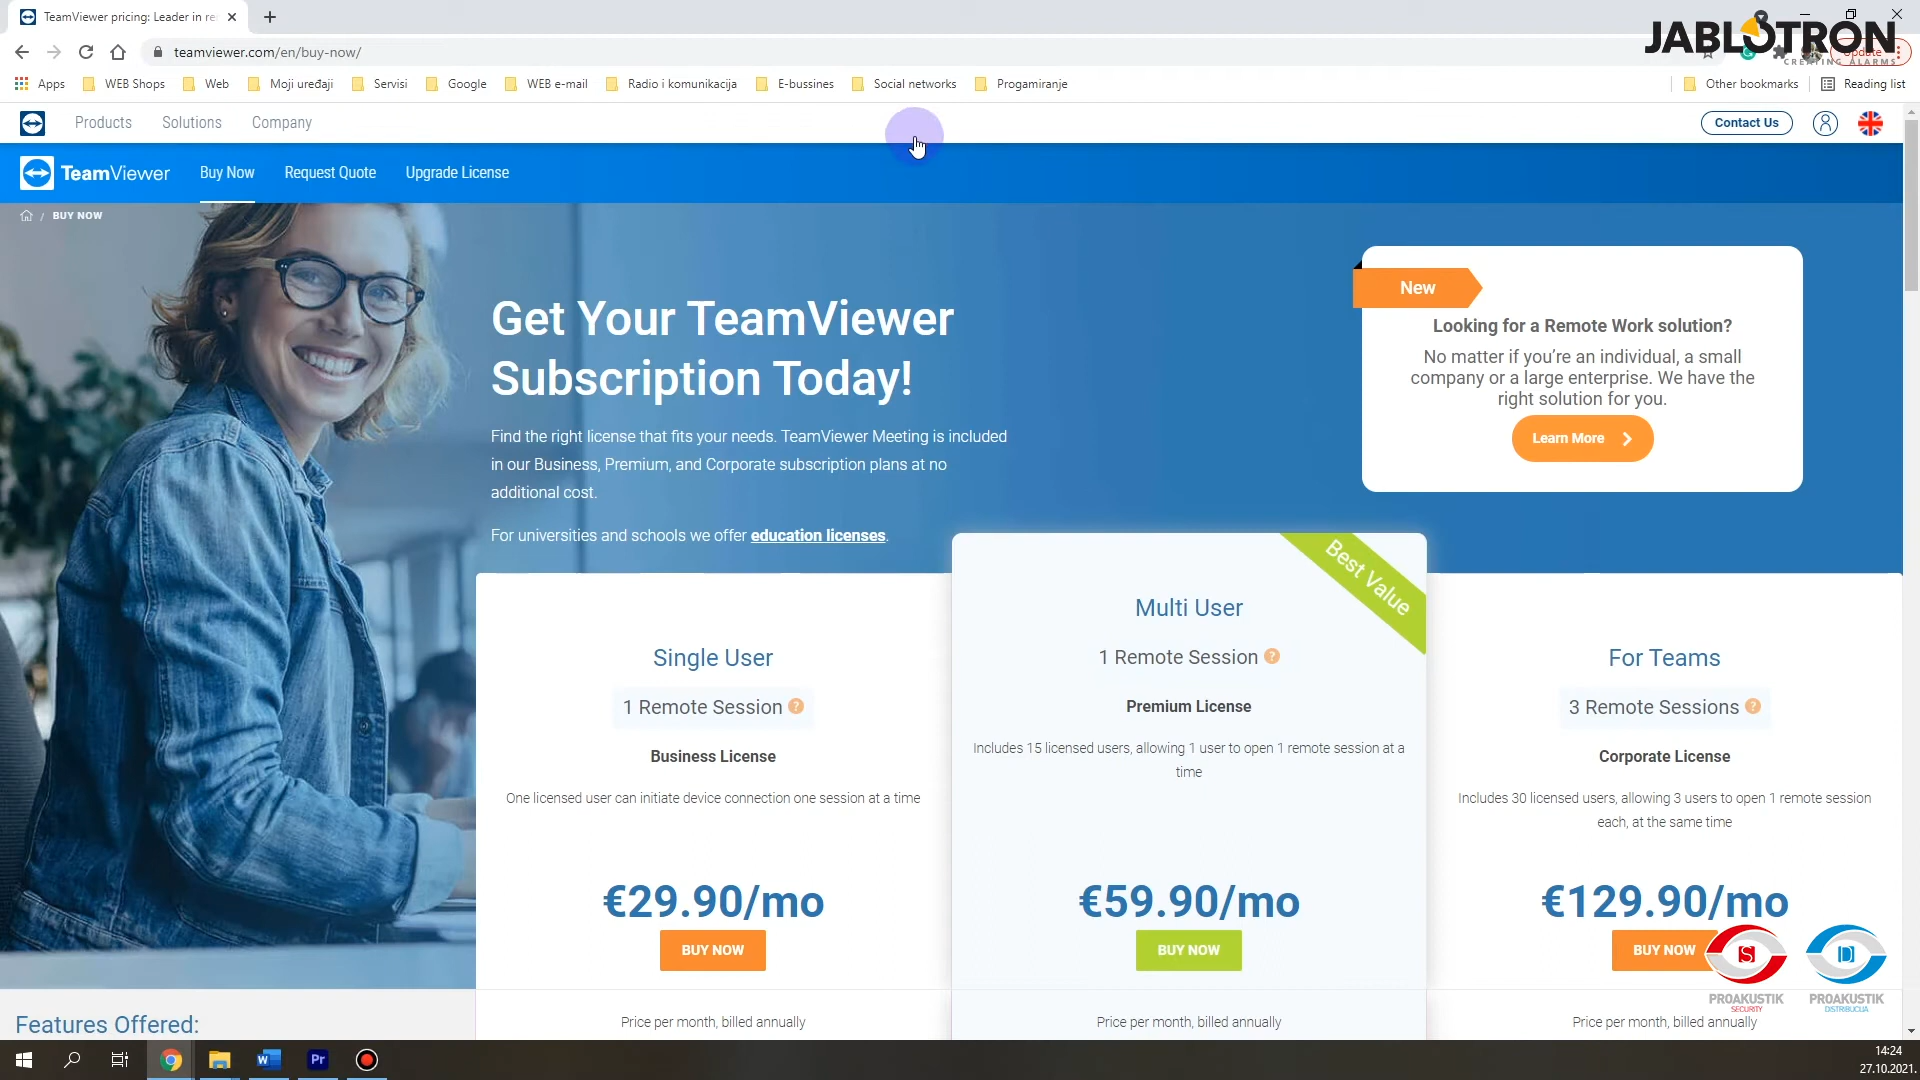 TeamViewer pricing: Leader in re
JABLOTRON
CREATING ALARMS
teamviewer.com/en/buy-now/
Apps
WEB Shops
Web
Moji uređaji
Servisi
Google
WEB e-mail
Radio i komunikacija
E-bussines
Social networks
Progamiranje
Other bookmarks
Reading list
Products
Solutions
Company
Contact Us
TeamViewer
Buy Now
Request Quote
Upgrade License
/ BUY NOW
New
Looking for a Remote Work solution?
No matter if you're an individual, a small
company or a large enterprise. We have the
right solution for you.
Learn More
Get Your TeamViewer
Subscription Today!
Find the right license that fits your needs. TeamViewer Meeting is included
in our Business, Premium, and Corporate subscription plans at no
additional cost.
For universities and schools we offer education licenses.
Single User
1 Remote Session ?
Business License
One licensed user can initiate device connection one session at a time
€29.90/mo
BUY NOW
Price per month, billed annually
Best Value
Multi User
1 Remote Session ?
Premium License
Includes 15 licensed users, allowing 1 user to open 1 remote session at a
time
€59.90/mo
BUY NOW
Price per month, billed annually
For Teams
3 Remote Sessions ?
Corporate License
Includes 30 licensed users, allowing 3 users to open 1 remote session
each, at the same time
€129.90/mo
BUY NOW
Price per month, billed annually
S
PROAKUSTIK
SECURITY
D
PROAKUSTIK
DISTRIBUCIJA
Features Offered:
W
Pr
14:24
27.10.2021.